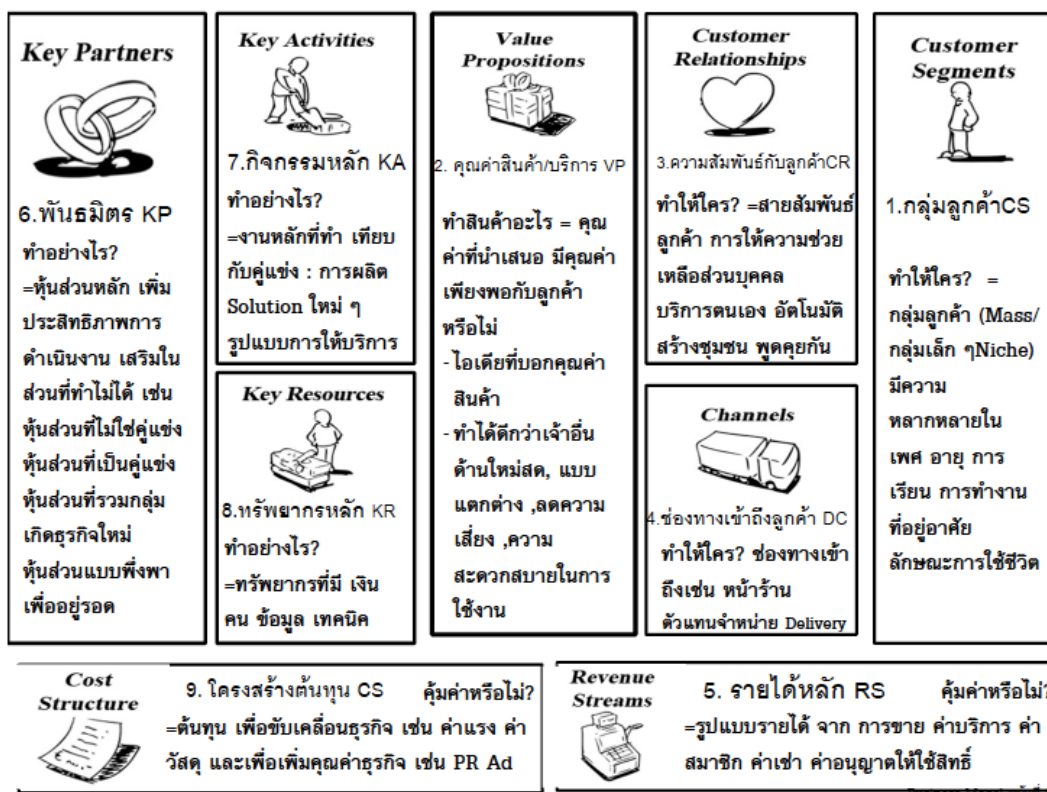 Key Partners
6.พันธมิตร KP
ทำอย่างไร?
=หุ้นส่วนหลัก เพิ่ม
ประสิทธิภาพการ
ดำเนินงาน เสริมใน
ส่วนที่ทำไม่ได้ เช่น
หุ้นส่วนที่ไม่ใช่คู่แข่ง
หุ้นส่วนที่เป็นคู่แข่ง
หุ้นส่วนที่รวมกลุ่ม
เกิดธุรกิจใหม่
หุ้นส่วนแบบพึ่งพา
เพื่ออยู่รอด
Key Activities
7.กิจกรรมหลัก KA
ทำอย่างไร?
=งานหลักที่ทำ เทียบ
กับคู่แข่ง : การผลิต
Solution ใหม่ ๆ
รูปแบบการให้บริการ
Key Resources
8.ทรัพยากรหลัก KR
ทำอย่างไร?
=ทรัพยากรที่มี เงิน
คน ข้อมูล เทคนิค
Value
Propositions
2. คุณค่าสินค้า/บริการ VP
ทำสินค้าอะไร = คุณ
ค่าที่นำเสนอ มีคุณค่า
เพียงพอกับลูกค้า
หรือไม่
- ไอเดียที่บอกคุณค่า
สินค้า
- ทำได้ดีกว่าเจ้าอื่น
ด้านใหม่สด, แบบ
แตกต่าง ,ลดความ
เสี่ยง ,ความ
สะดวกสบายในการ
ใช้งาน
Customer
Relationships
3.ความสัมพันธ์กับลูกค้าCR
ทำให้ใคร? =สายสัมพันธ์
ลูกค้า การให้ความช่วย
เหลือส่วนบุคคล
บริการตนเอง อัตโนมัติ
สร้างชุมชน พูดคุยกัน
Channels
4.ช่องทางเข้าถึงลูกค้า DC
ทำให้ใคร? ช่องทางเข้า
ถึงเช่น หน้าร้าน
ตัวแทนจำหน่าย Delivery
Customer
Segments
1.กลุ่มลูกค้าCS
ทำให้ใคร? =
กลุ่มลูกค้า (Mass/
กลุ่มเล็ก ๆNiche)
มีความ
หลากหลายใน
เพศ อายุ การ
เรียน การทำงาน
ที่อยู่อาศัย
ลักษณะการใช้ชีวิต
Cost
Structure
9. โครงสร้างต้นทุน CS คุ้มค่าหรือไม่?
=ต้นทุน เพื่อขับเคลื่อนธุรกิจ เช่น ค่าแรง ค่า
วัสดุ และเพื่อเพิ่มคุณค่าธุรกิจ เช่น PR Ad
Revenue
Streams
5. รายได้หลัก RS คุ้มค่าหรือไม่?
=รูปแบบรายได้ จาก การขาย ค่าบริการ ค่า
สมาชิก ค่าเช่า ค่าอนุญาตให้ใช้สิทธิ์